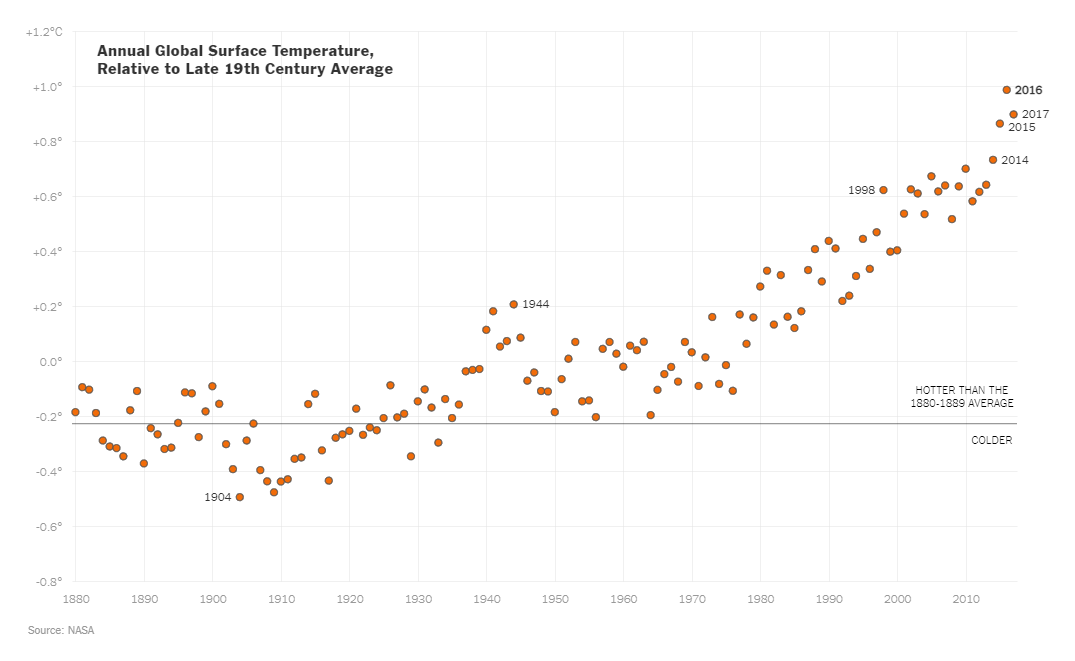 +1.2°C
Annual Global Surface Temperature,
Relative to Late 19th Century Average
+1.0°
2016
2017
2015
+0.8°
2014
1998
+0.6°
+0.4°
+0.2°
1944
0.0°
HOTTER THAN THE
1880-1889 AVERAGE
-0.2°
COLDER
-0.4°
1904
-0.6°
-0.8°
1880 1890 1900 1910 1920 1930 1940 1950 1960 1970 1980 1990 2000 2010
Source: NASA